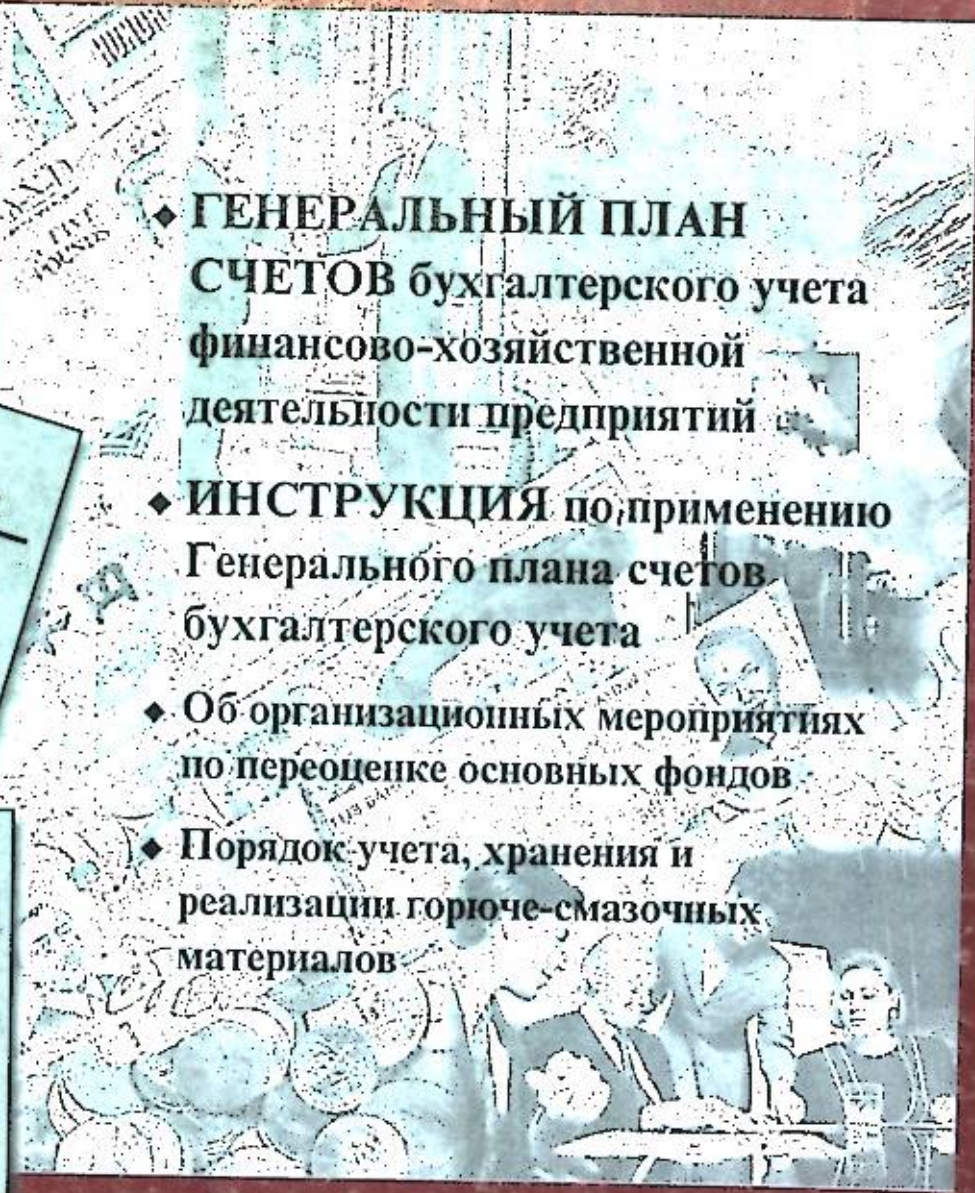 ◆ ГЕНЕРАЛЬНЫЙ ПЛАН
СЧЕТОВ бухгалтерского учета
финансово-хозяйственной
деятельности предприятий
◆ ИНСТРУКЦИЯ по применению
Генерального плана счетов
бухгалтерского учета
◆ Об организационных мероприятиях
по переоценке основных фондов
◆ Порядок учета, хранения и
реализации горюче-смазочных
материалов